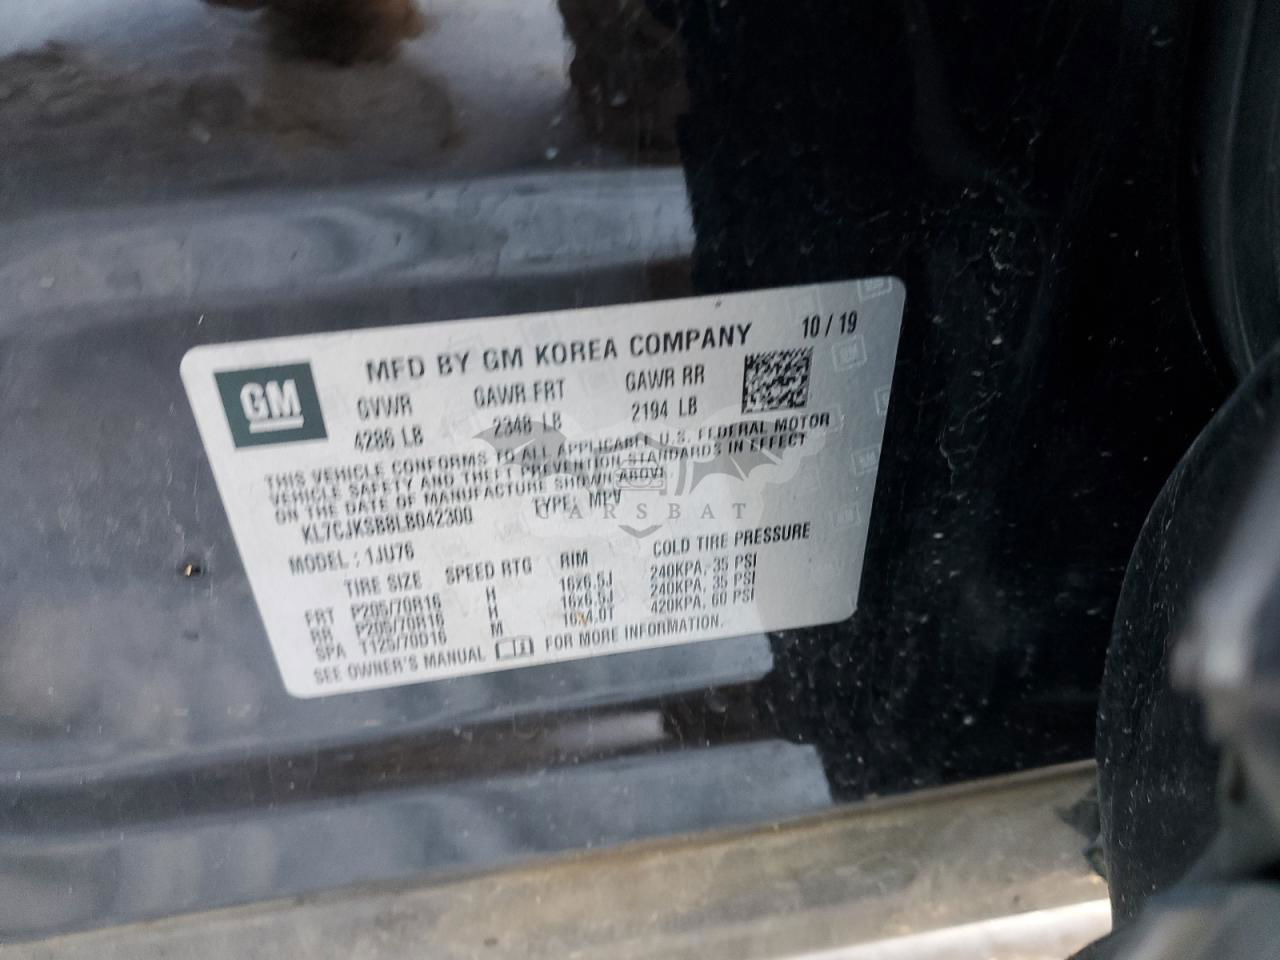 MFD BY GM KOREA COMPANY 10 / 19
GM
GVWR GAWR FRT GAWR RR
4286 LB 2348 LB 2194 LB
THIS VEHICLE CONFORMS TO ALL APPLICABLE U.S. FEDERAL MOTOR
VEHICLE SAFETY AND THEFT PREVENTION STANDARDS IN EFFECT
ON THE DATE OF MANUFACTURE SHOWN ABOVE
KL7CJKSB8LB042300 TYPE: MPV
CARSBAT
MODEL : 1JU76
TIRE SIZE SPEED RTG RIM COLD TIRE PRESSURE
FRT P205/70R16 H 16x6.5J 240KPA, 35 PSI
RR P205/70R16 H 16x6.5J 240KPA, 35 PSI
SPA T125/70D16 M 16x4.0T 420KPA, 60 PSI
SEE OWNER'S MANUAL FOR MORE INFORMATION.